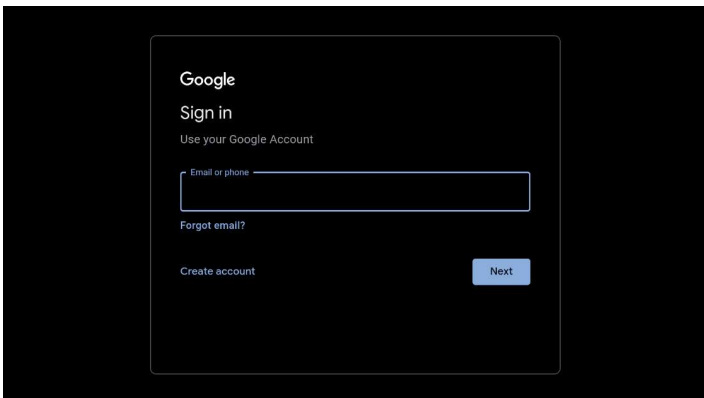 Google
Sign in
Use your Google Account
Email or phone
Forgot email?
Create account
Next